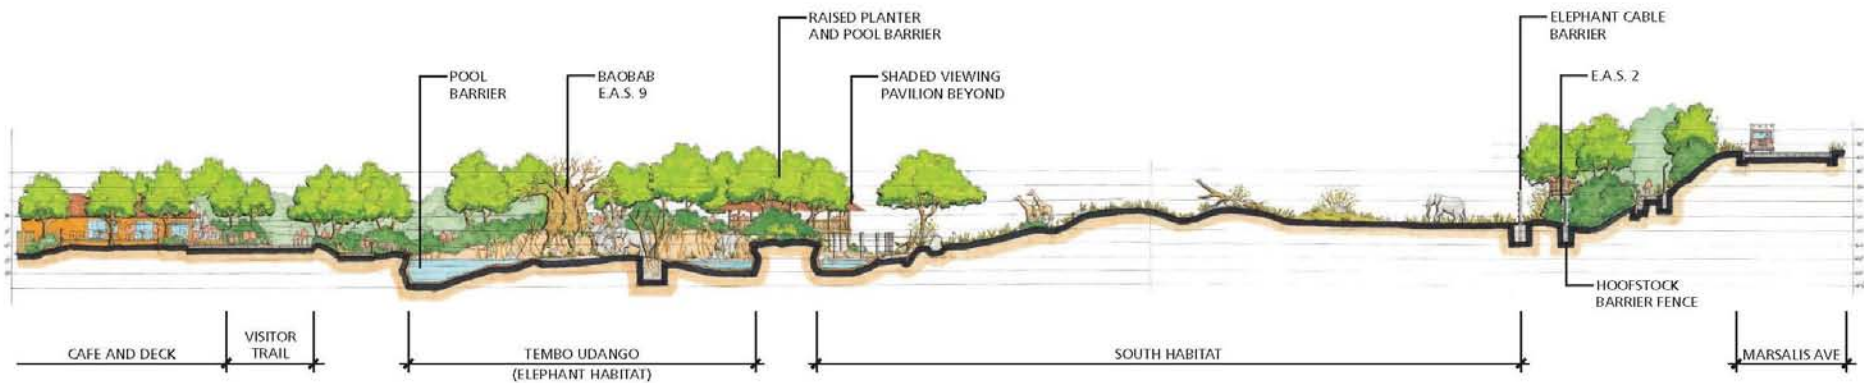 RAISED PLANTER
AND POOL BARRIER
ELEPHANT CABLE
BARRIER
POOL
BARRIER
BAOBAB
E.A.S. 9
SHADED VIEWING
PAVILION BEYOND
E.A.S. 2
HOOFSTOCK
BARRIER FENCE
CAFE AND DECK
VISITOR
TRAIL
TEMBO UDANGO
(ELEPHANT HABITAT)
SOUTH HABITAT
MARSALIS AVE